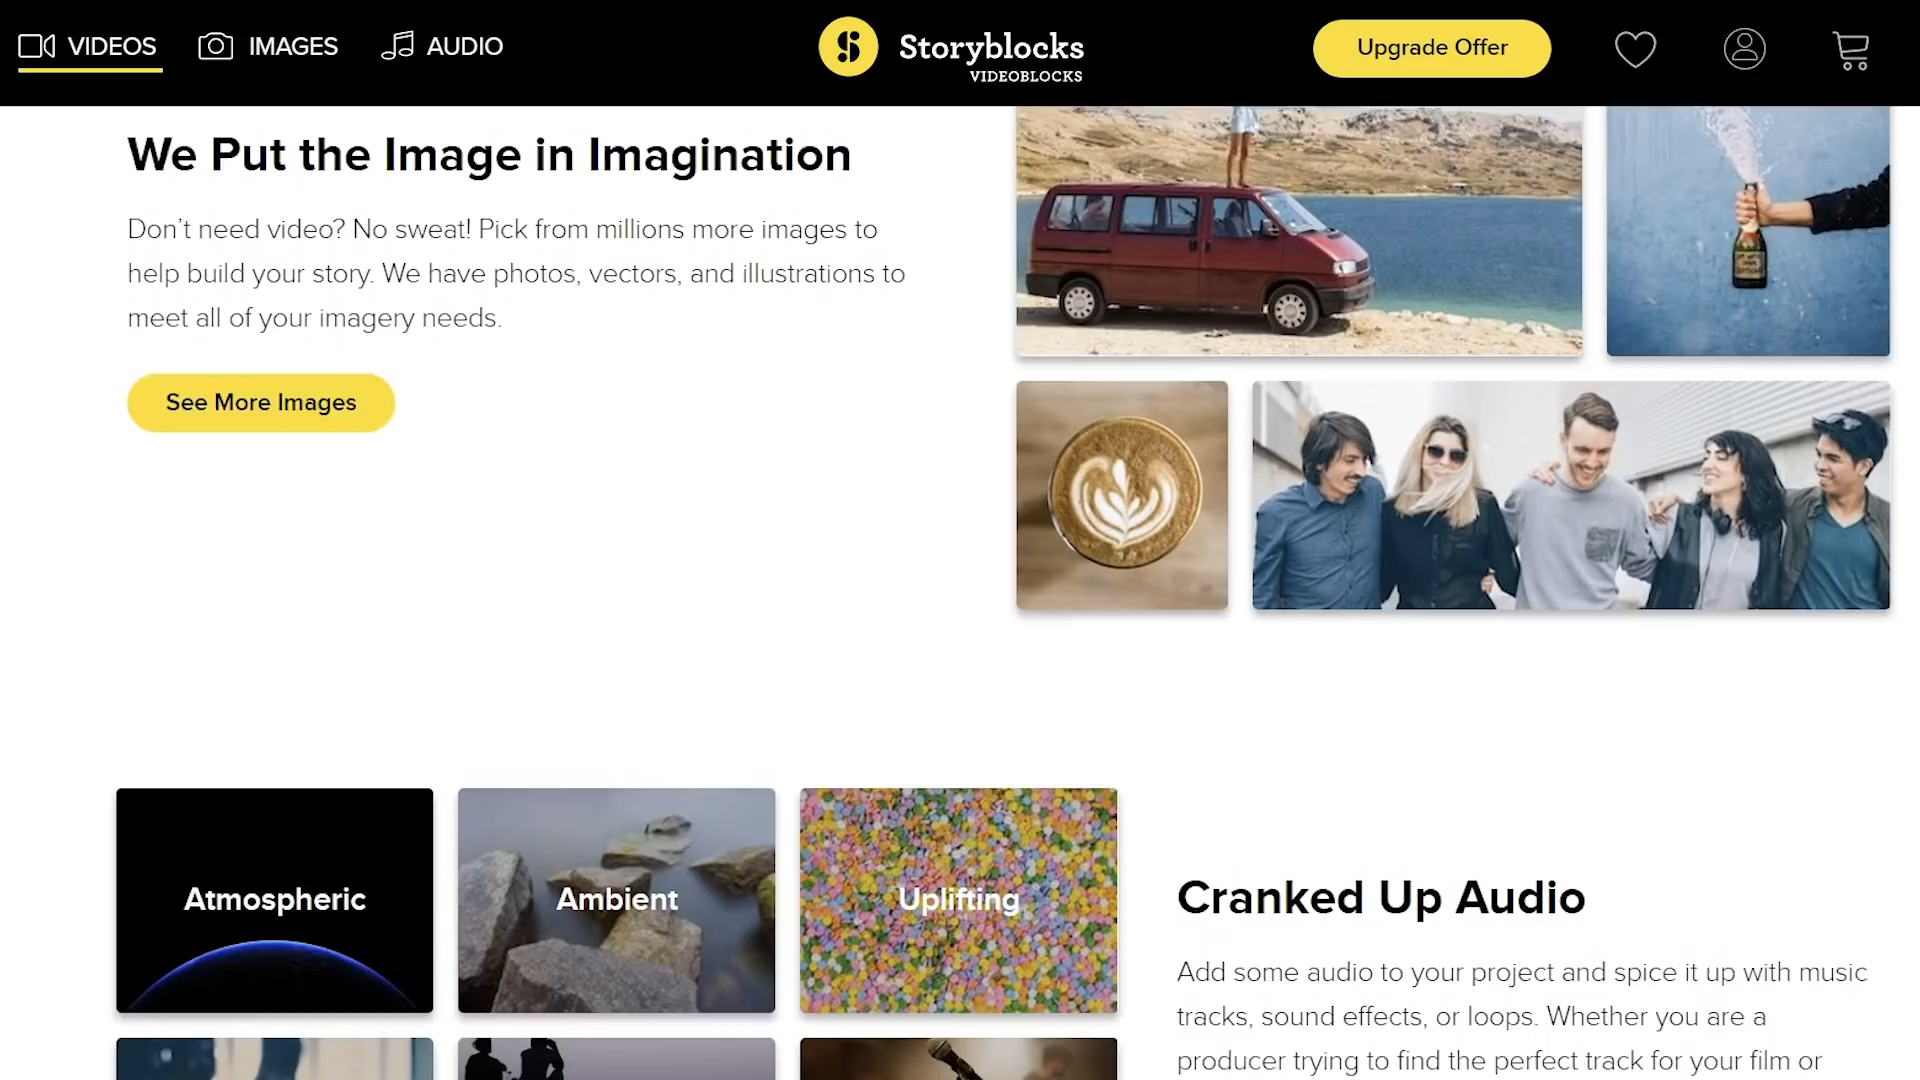 VIDEOS
IMAGES
AUDIO
Storyblocks
VIDEOBLOCKS
Upgrade Offer
We Put the Image in Imagination
Don’t need video? No sweat! Pick from millions more images to
help build your story. We have photos, vectors, and illustrations to
meet all of your imagery needs.
See More Images
Atmospheric
Ambient
Uplifting
Cranked Up Audio
Add some audio to your project and spice it up with music
tracks, sound effects, or loops. Whether you are a
producer trying to find the perfect track for your film or